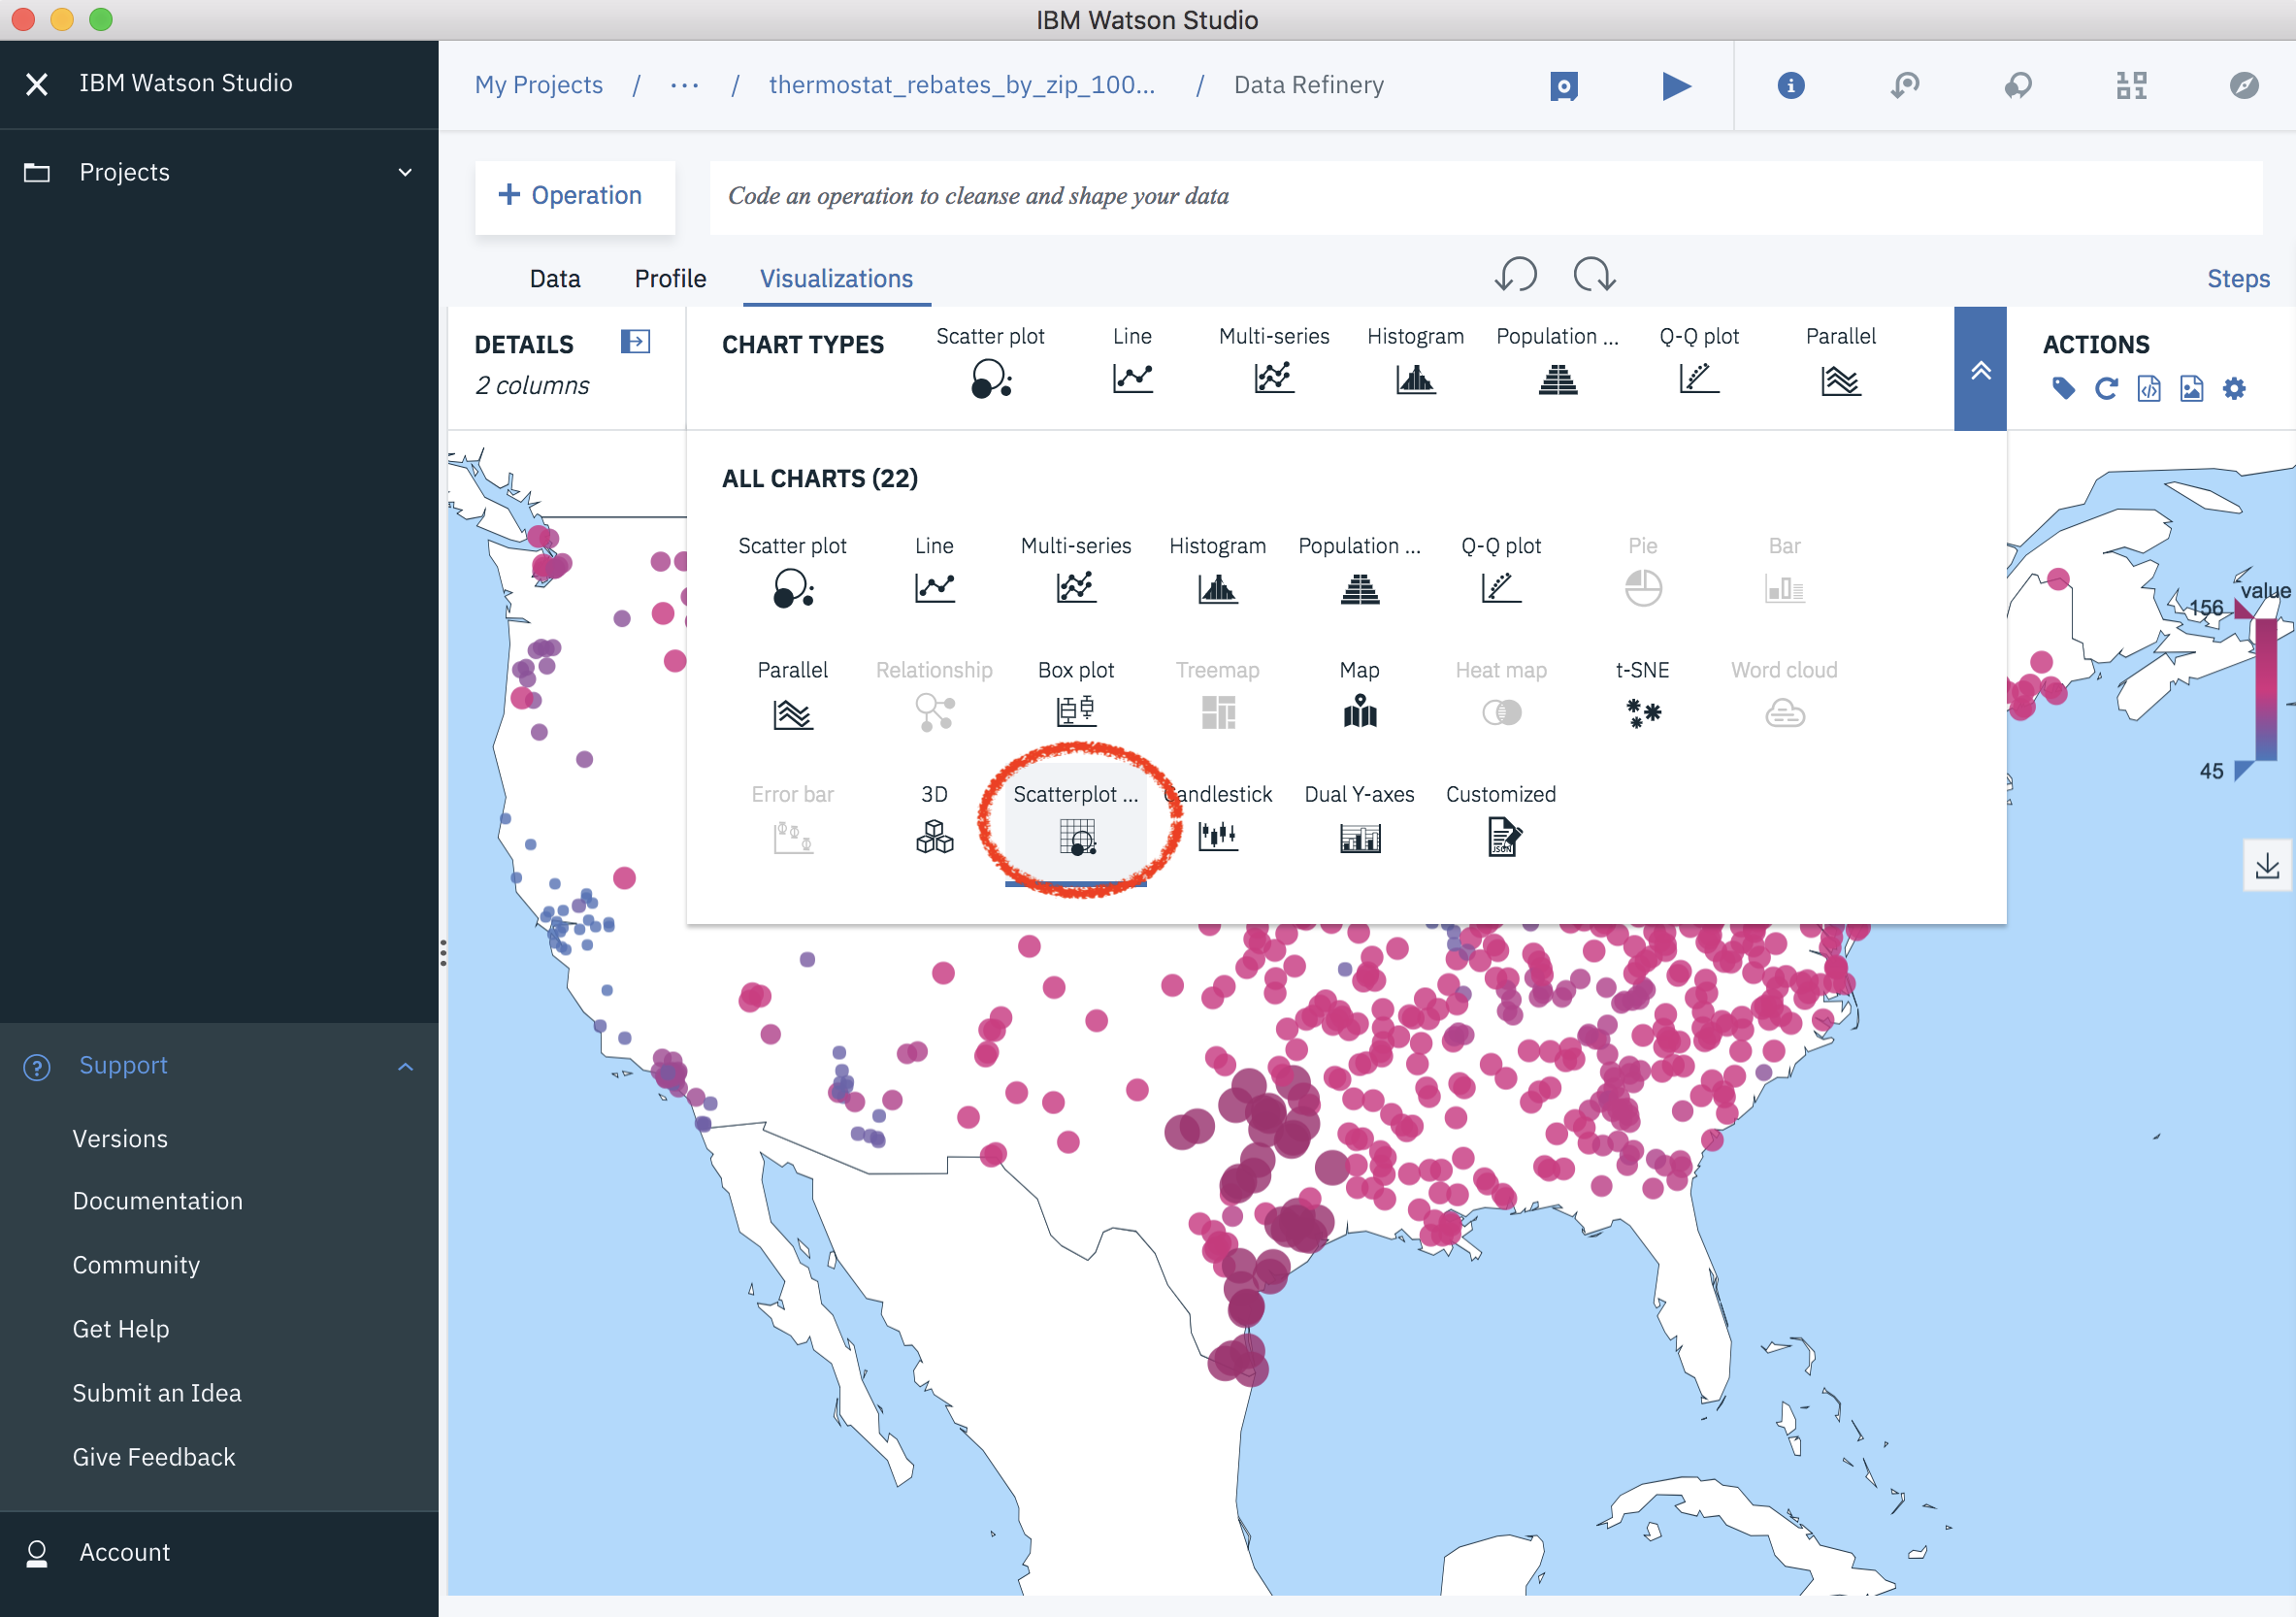 IBM Watson Studio
IBM Watson Studio
My Projects / ... / thermostat_rebates_by_zip_100... / Data Refinery
Projects
+ Operation
Code an operation to cleanse and shape your data
Data Profile Visualizations
Steps
DETAILS
2 columns
CHART TYPES
Scatter plot Line Multi-series Histogram Population ... Q-Q plot Parallel
ACTIONS
ALL CHARTS (22)
Scatter plot Line Multi-series Histogram Population ... Q-Q plot Pie Bar
Parallel Relationship Box plot Treemap Map Heat map t-SNE Word cloud
Error bar 3D Scatterplot ... Candlestick Dual Y-axes Customized
JSON
value
156
45
Support
Versions
Documentation
Community
Get Help
Submit an Idea
Give Feedback
Account